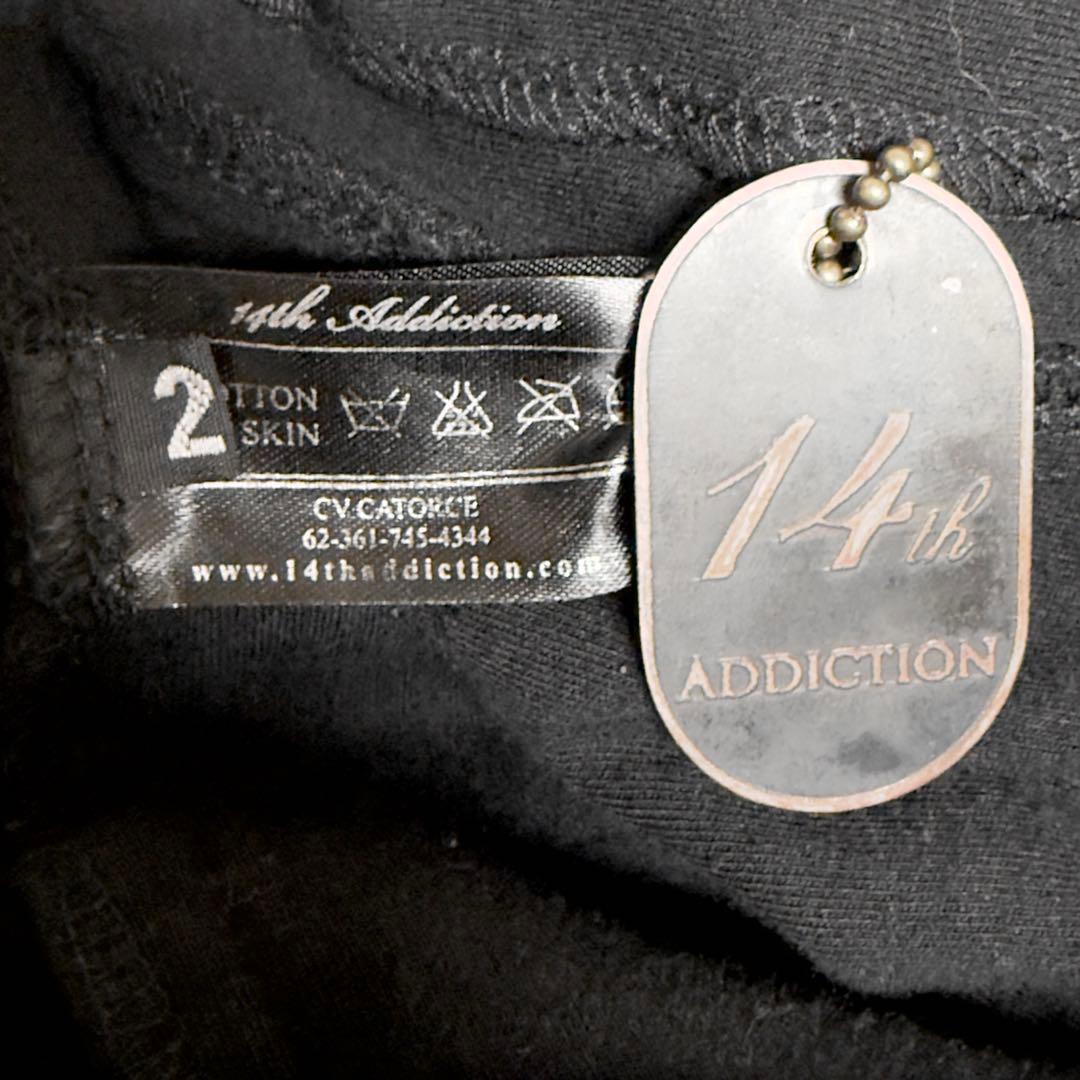 14th Addiction
2
TTON
SKIN
CV.CATORCE
62-361-745-4344
www.14thaddiction.com
14th
ADDICTION